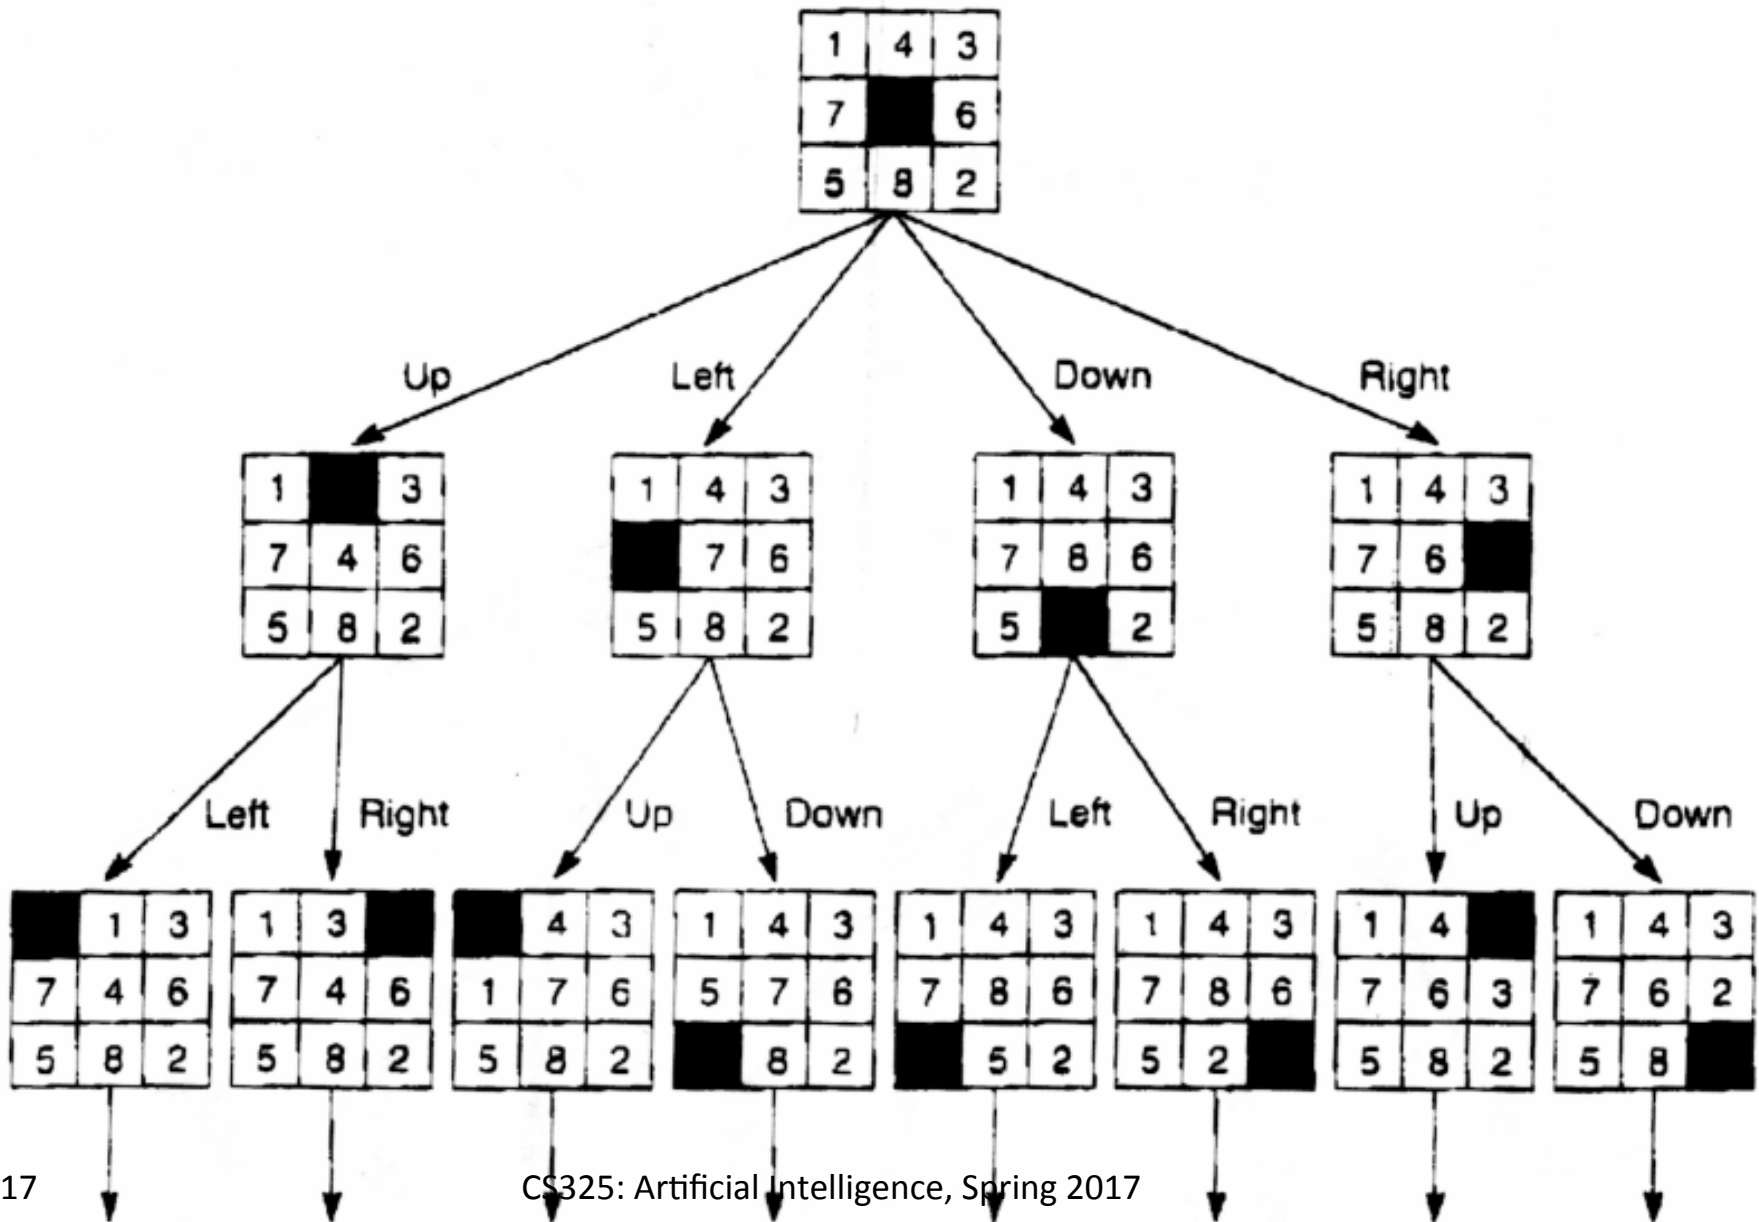 1 4 3
7 6
5 8 2
Up Left Down Right
1 3 1 4 3 1 4 3 1 4 3
7 4 6 7 6 7 8 6 7 6
5 8 2 5 8 2 5 2 5 8 2
Left Right Up Down Left Right Up Down
1 3 1 3 4 3 1 4 3 1 4 3 1 4 3 1 4 1 4 3
7 4 6 7 4 6 1 7 6 5 7 6 7 8 6 7 8 6 7 6 3 7 6 2
5 8 2 5 8 2 5 8 2 8 2 5 2 5 2 5 8 2 5 8
17 CS325: Artificial Intelligence, Spring 2017